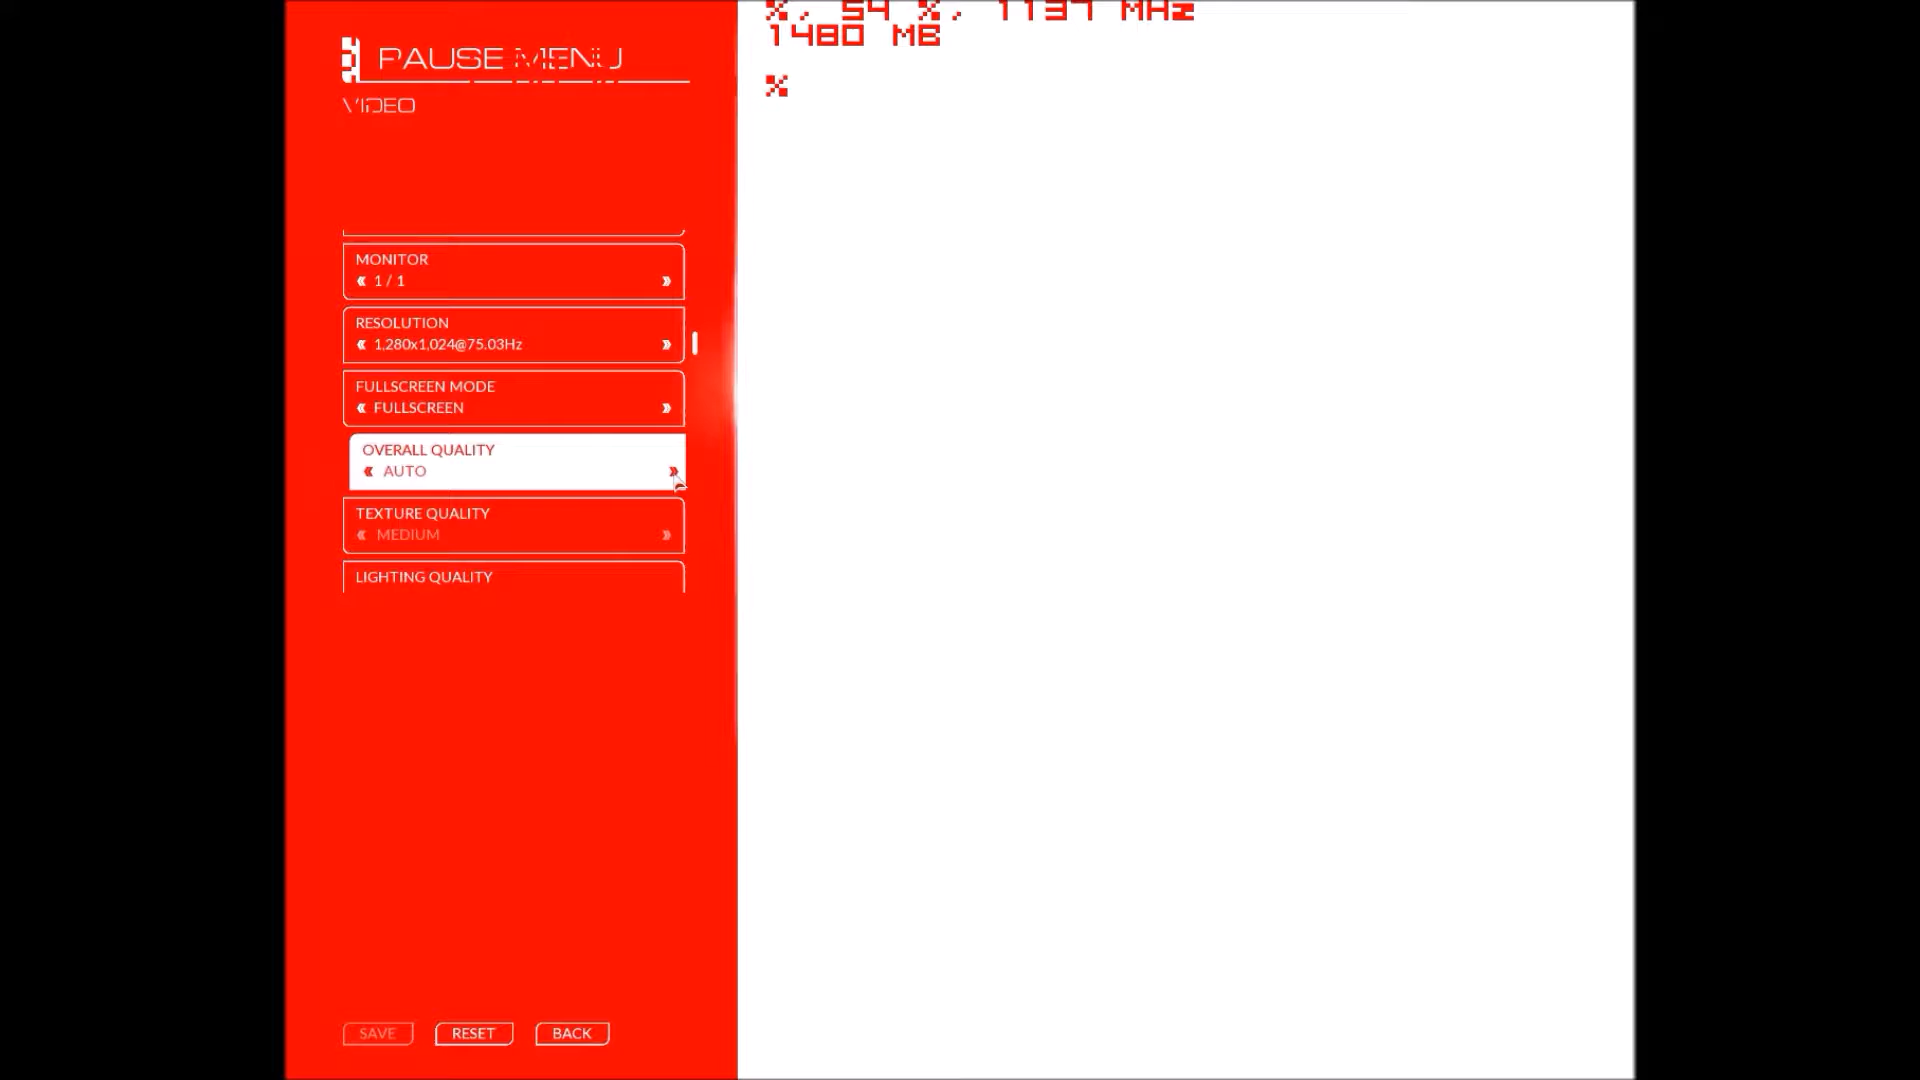 %, 54 %, 1137 MHz
1480 MB
%
PAUSE MENU
VIDEO
MONITOR
1 / 1
RESOLUTION
1,280x1,024@75.03Hz
FULLSCREEN MODE
FULLSCREEN
OVERALL QUALITY
AUTO
TEXTURE QUALITY
MEDIUM
LIGHTING QUALITY
SAVE RESET BACK